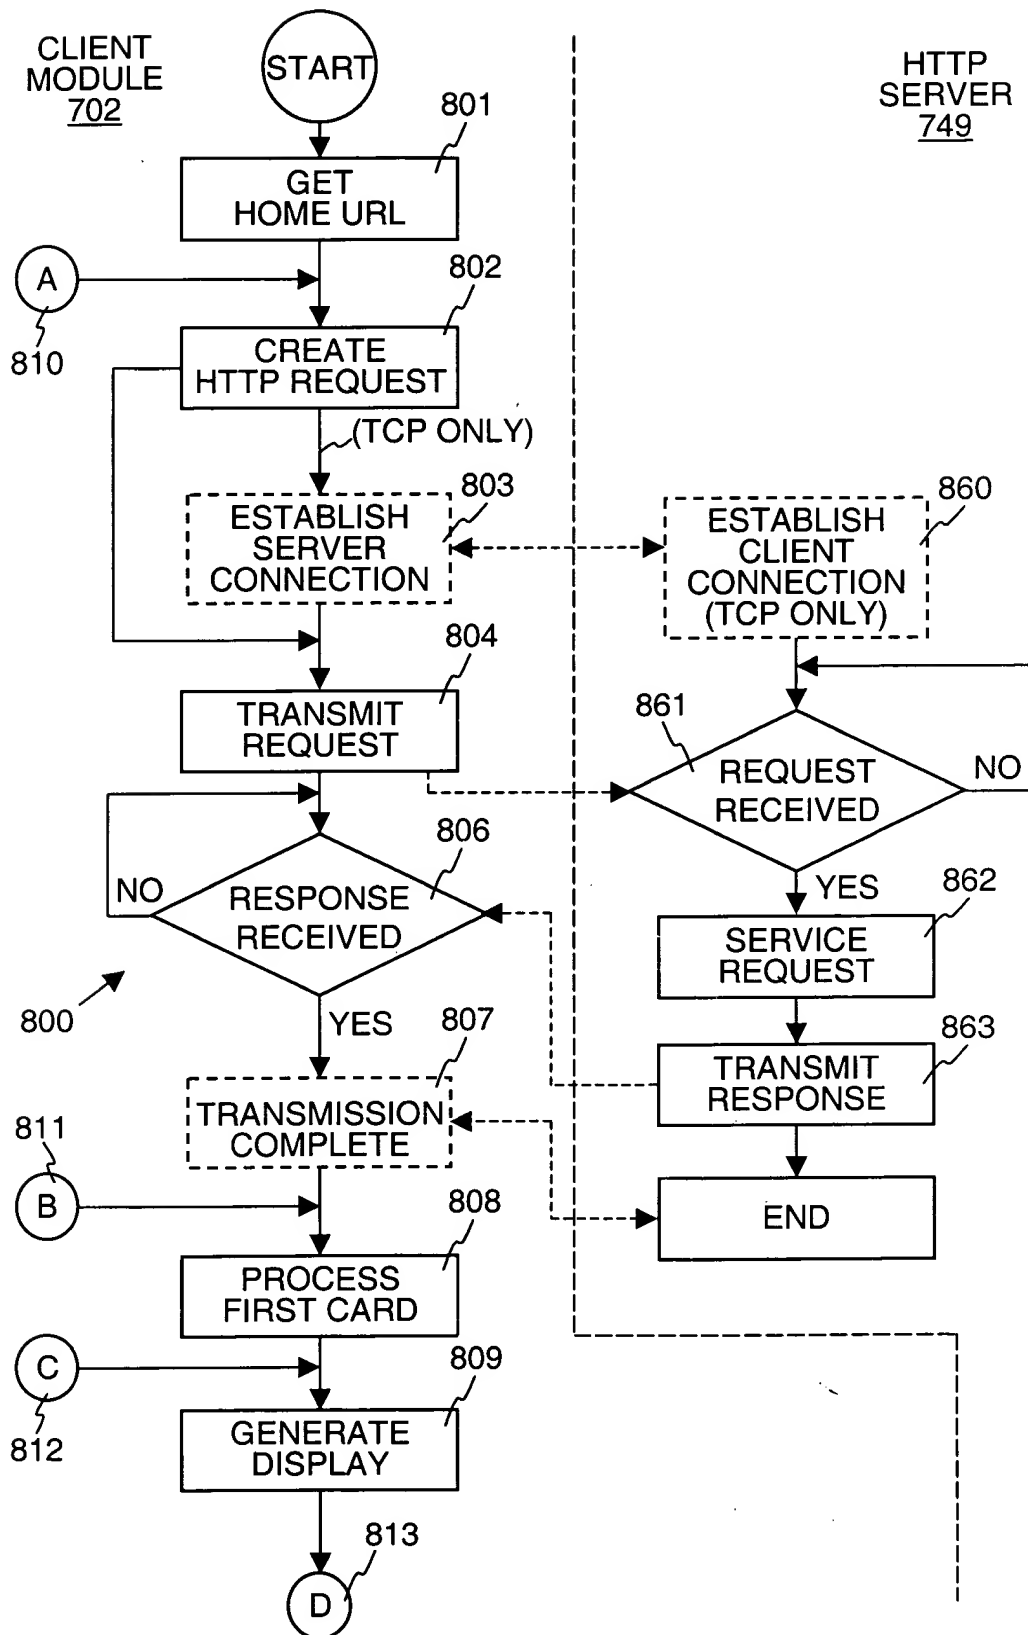 CLIENT
MODULE
702
START
HTTP
SERVER
749
801
GET
HOME URL
A
810
802
CREATE
HTTP REQUEST
(TCP ONLY)
803
ESTABLISH
SERVER
CONNECTION
860
ESTABLISH
CLIENT
CONNECTION
(TCP ONLY)
804
TRANSMIT
REQUEST
861
REQUEST
RECEIVED
NO
YES
806
RESPONSE
RECEIVED
NO
YES
800
862
SERVICE
REQUEST
863
TRANSMIT
RESPONSE
807
TRANSMISSION
COMPLETE
END
811
B
808
PROCESS
FIRST CARD
C
812
809
GENERATE
DISPLAY
813
D